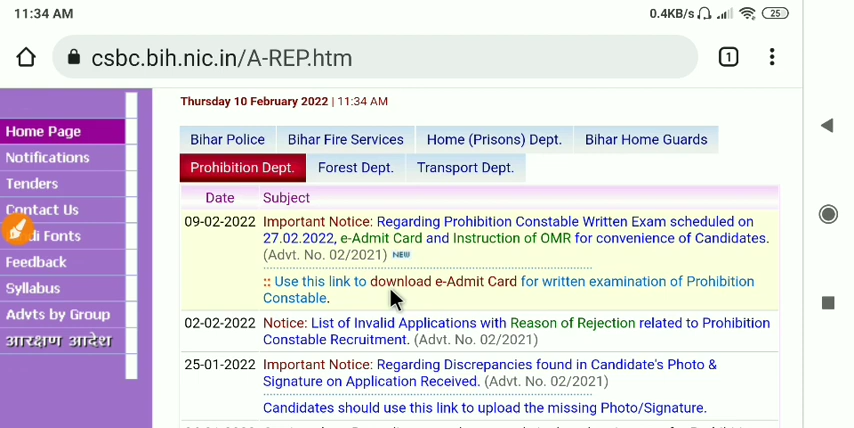 11:34 AM
0.4KB/s
25
csbc.bih.nic.in/A-REP.htm
1
Thursday 10 February 2022 | 11:34 AM
Home Page
Notifications
Tenders
Contact Us
di Fonts
Feedback
Syllabus
Advts by Group
आरक्षण आदेश
Bihar Police
Bihar Fire Services
Home (Prisons) Dept.
Bihar Home Guards
Prohibition Dept.
Forest Dept.
Transport Dept.
Date Subject
09-02-2022 Important Notice: Regarding Prohibition Constable Written Exam scheduled on
27.02.2022, e-Admit Card and Instruction of OMR for convenience of Candidates.
(Advt. No. 02/2021) NEW
:: Use this link to download e-Admit Card for written examination of Prohibition
Constable.
02-02-2022 Notice: List of Invalid Applications with Reason of Rejection related to Prohibition
Constable Recruitment. (Advt. No. 02/2021)
25-01-2022 Important Notice: Regarding Discrepancies found in Candidate's Photo &
Signature on Application Received. (Advt. No. 02/2021)
Candidates should use this link to upload the missing Photo/Signature.